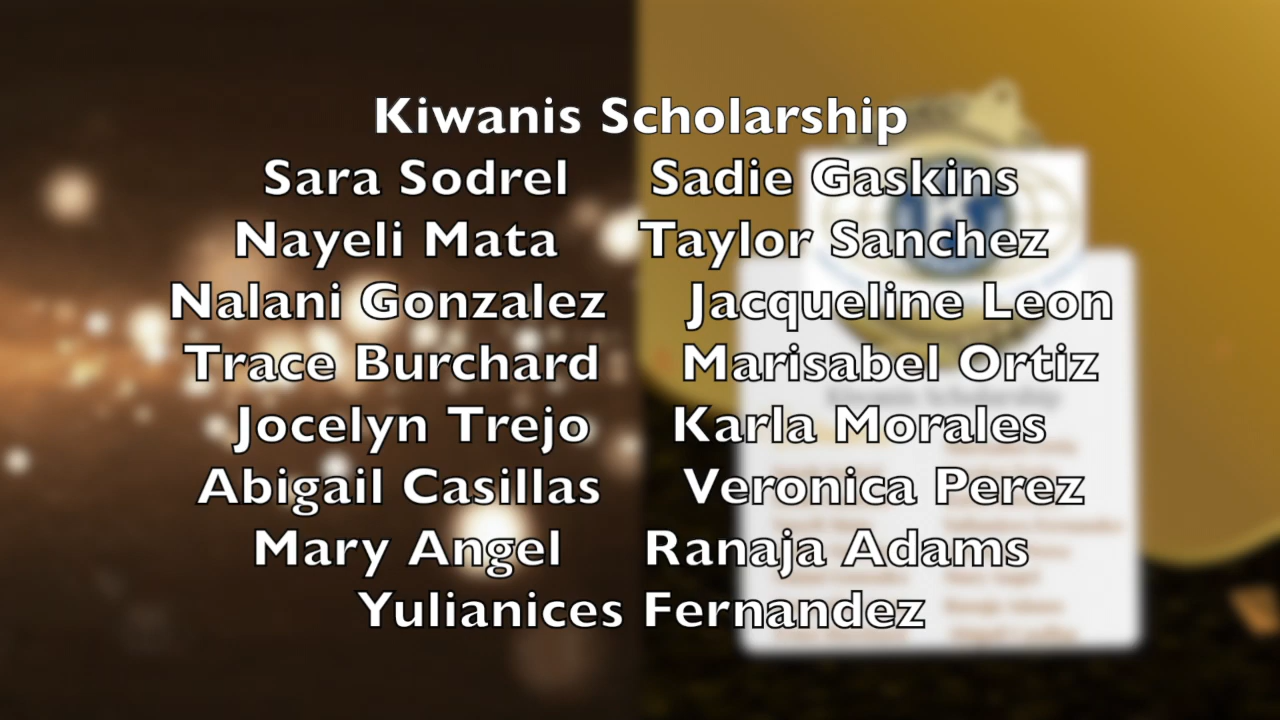 Kiwanis Scholarship
Sara Sodrel Sadie Gaskins
Nayeli Mata Taylor Sanchez
Nalani Gonzalez Jacqueline Leon
Trace Burchard Marisabel Ortiz
Jocelyn Trejo Karla Morales
Abigail Casillas Veronica Perez
Mary Angel Ranaja Adams
Yulianices Fernandez